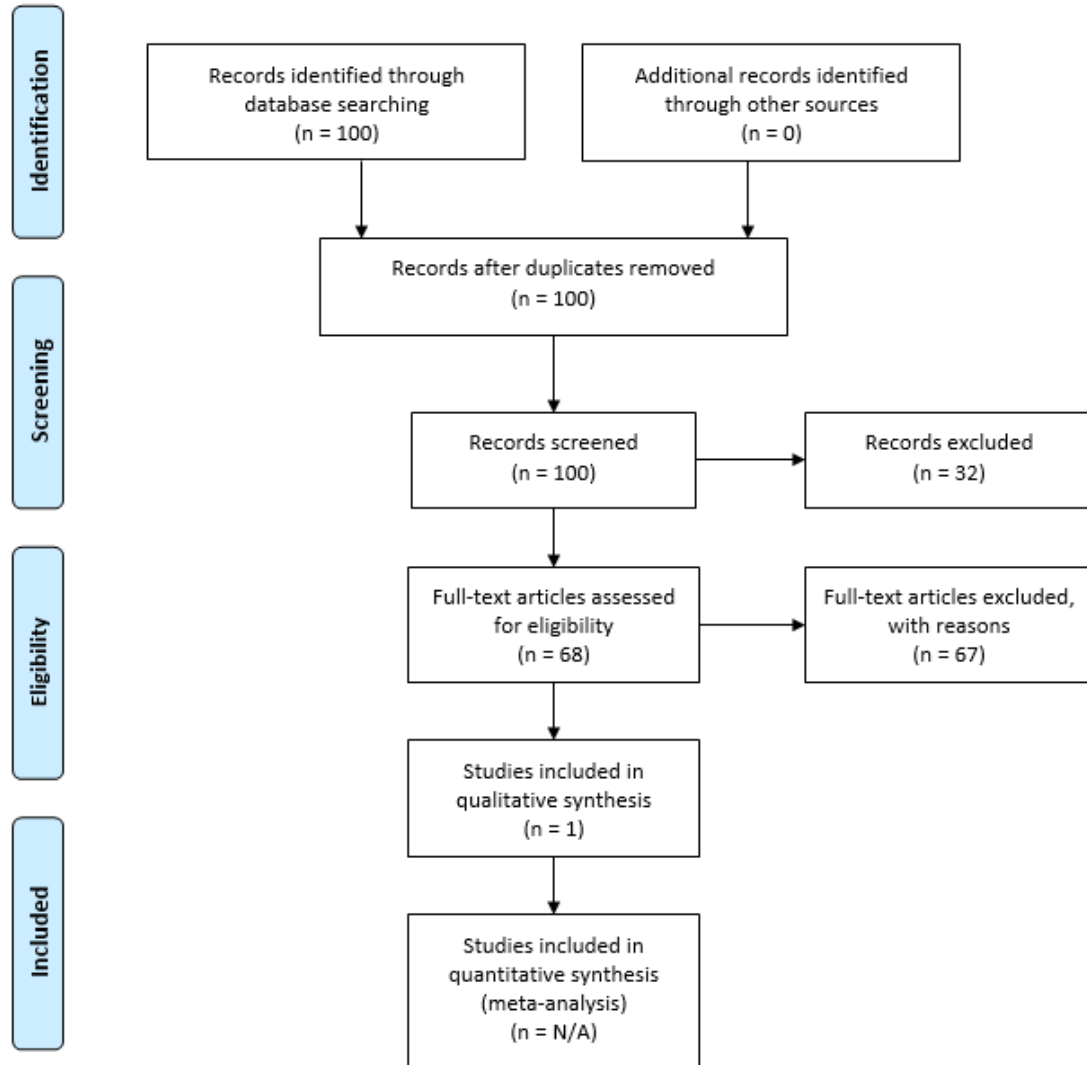 Identification
Records identified through
database searching
(n = 100)
Additional records identified
through other sources
(n = 0)
Records after duplicates removed
(n = 100)
Screening
Records screened
(n = 100)
Records excluded
(n = 32)
Eligibility
Full-text articles assessed
for eligibility
(n = 68)
Full-text articles excluded,
with reasons
(n = 67)
Studies included in
qualitative synthesis
(n = 1)
Included
Studies included in
quantitative synthesis
(meta-analysis)
(n = N/A)